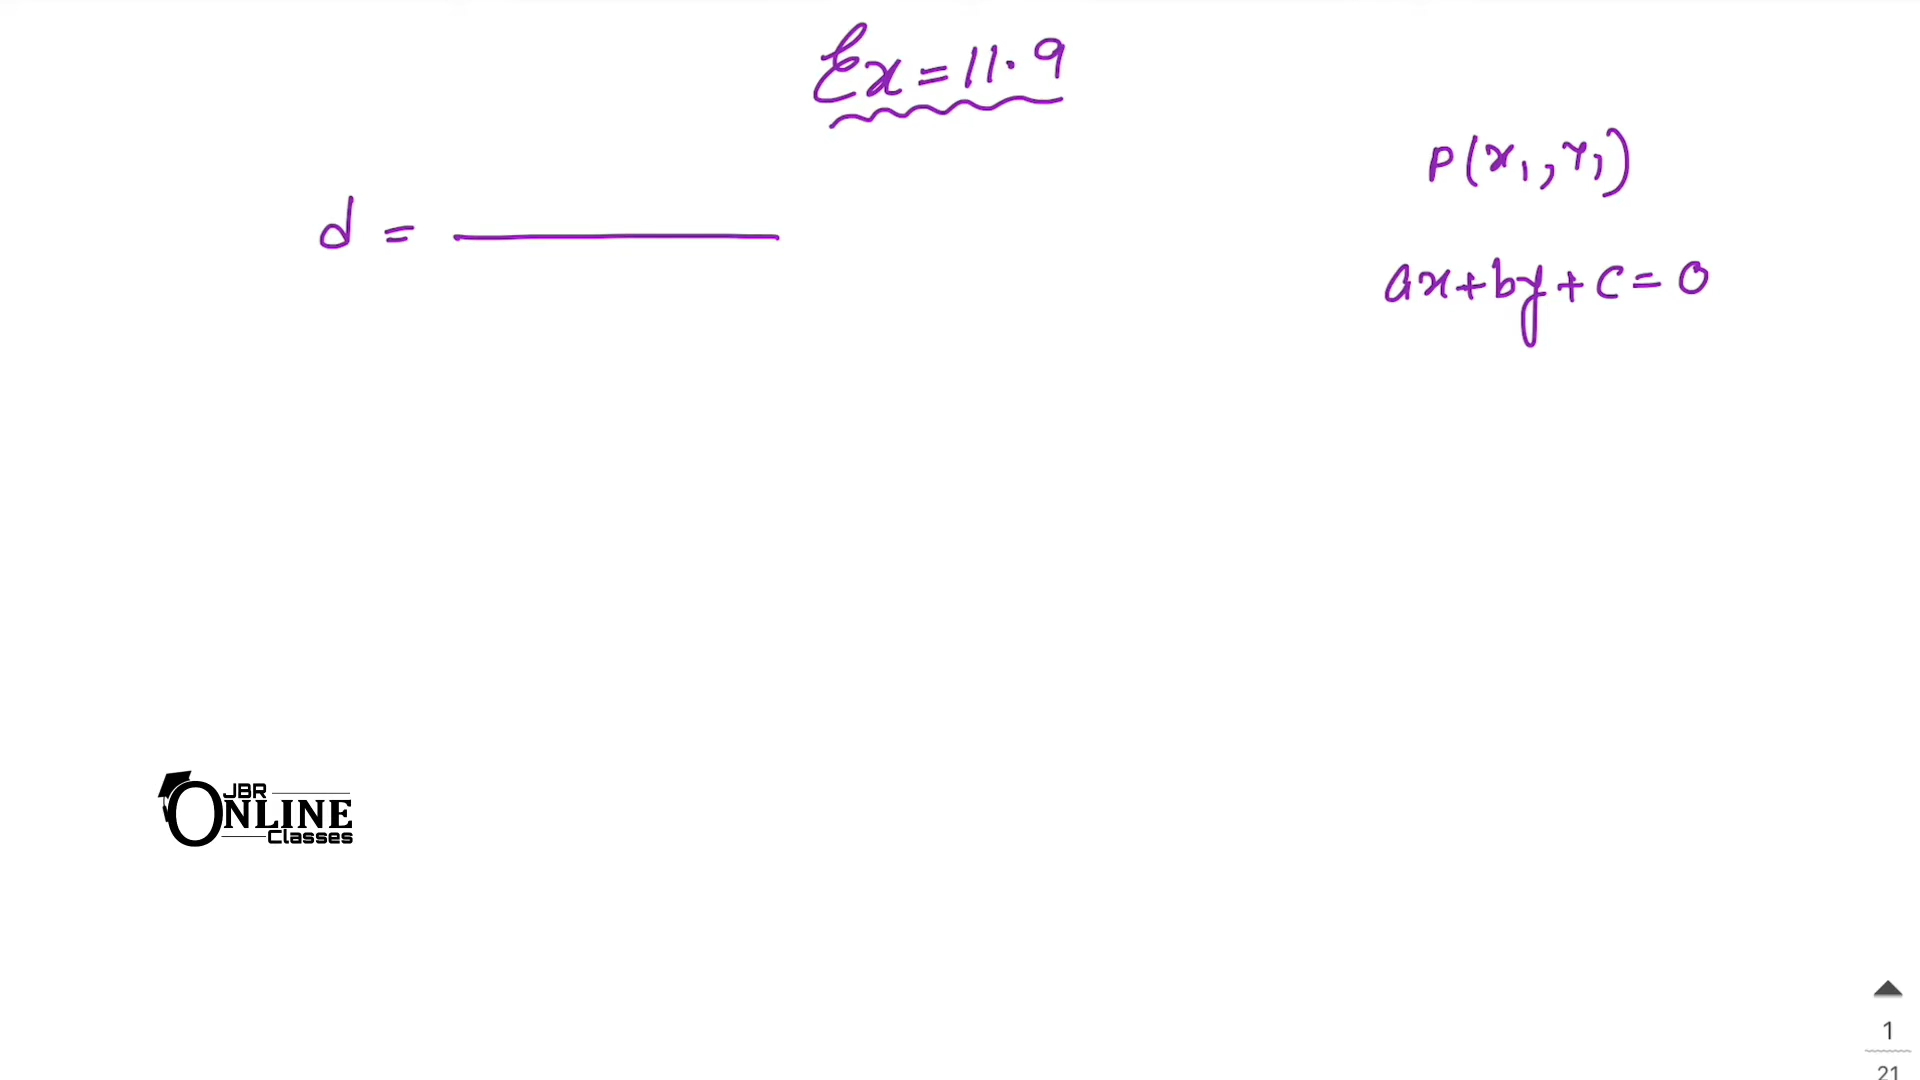 Ex = 11.9
P(x₁, y₁)
d =
ax + by + c = 0
JBR
ONLINE
Classes
1
21